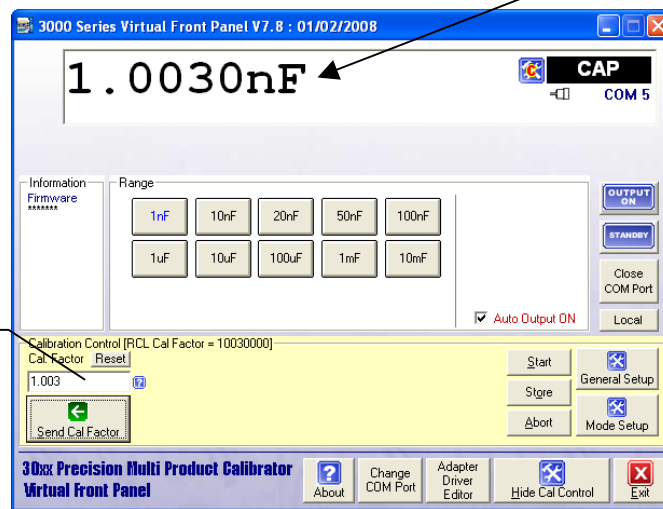 3000 Series Virtual Front Panel V7.8 : 01/02/2008
1.0030nF
C
CAP
COM 5
Information
Firmware
*******
Range
1nF 10nF 20nF 50nF 100nF
1uF 10uF 100uF 1mF 10mF
Auto Output ON
OUTPUT
ON
STANDBY
Close
COM Port
Local
Calibration Control [RCL Cal Factor = 10030000]
Cal. Factor Reset
1.003
?
Send Cal Factor
Start
Store
Abort
General Setup
Mode Setup
30xx Precision Multi Product Calibrator
Virtual Front Panel
?
About
Change
COM Port
Adapter
Driver
Editor
Hide Cal Control
X
Exit